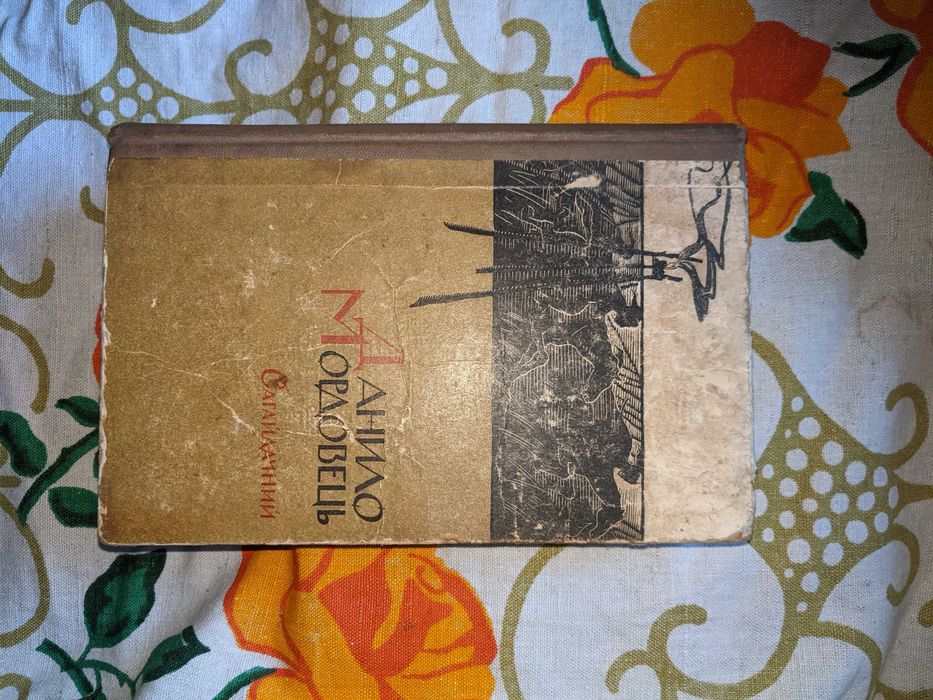 Данило
Мордовець
Сагайдачний